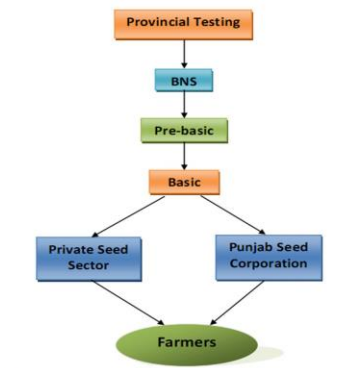 Provincial Testing
BNS
Pre-basic
Basic
Private Seed
Sector
Punjab Seed
Corporation
Farmers